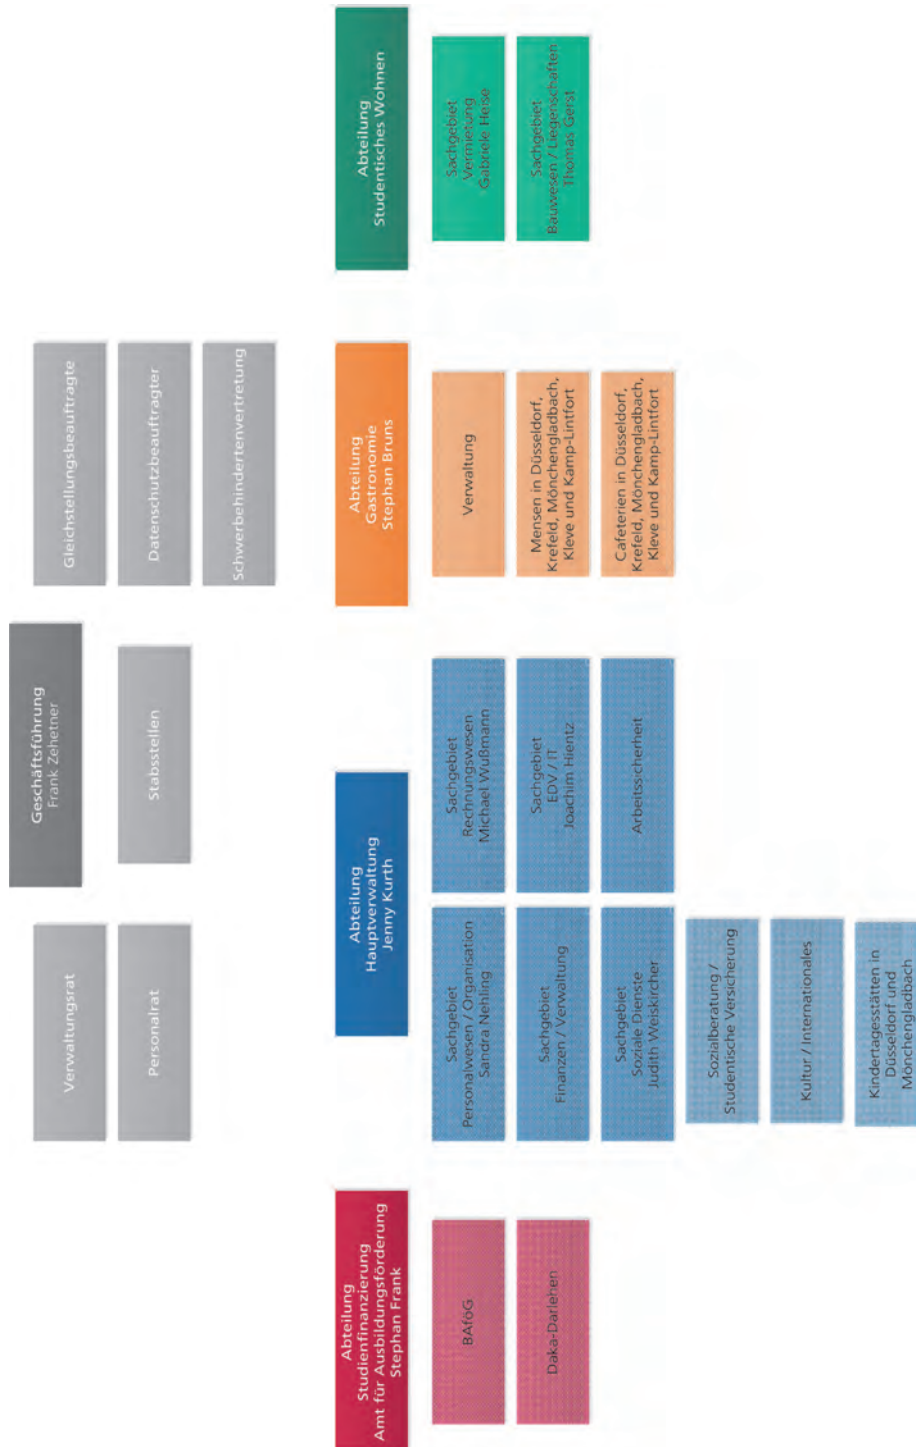 Geschäftsführung
Frank Zehetner
Verwaltungsrat
Personalrat
Stabsstellen
Gleichstellungsbeauftragte
Datenschutzbeauftragter
Schwerbehindertenvertretung
Abteilung
Studienfinanzierung
Amt für Ausbildungsförderung
Stephan Frank
BAföG
Daka-Darlehen
Abteilung
Hauptverwaltung
Jenny Kurth
Sachgebiet
Personalwesen / Organisation
Sandra Nehling
Sachgebiet
Finanzen / Verwaltung
Sachgebiet
Soziale Dienste
Judith Weiskircher
Sozialberatung /
Studentische Versicherung
Kultur / Internationales
Kindertagesstätten in
Düsseldorf und
Mönchengladbach
Sachgebiet
Rechnungswesen
Michael Wußmann
Sachgebiet
EDV / IT
Joachim Hientz
Arbeitssicherheit
Abteilung
Gastronomie
Stephan Bruns
Verwaltung
Mensen in Düsseldorf,
Krefeld, Mönchengladbach,
Kleve und Kamp-Lintfort
Cafeterien in Düsseldorf,
Krefeld, Mönchengladbach,
Kleve und Kamp-Lintfort
Abteilung
Studentisches Wohnen
Sachgebiet
Vermietung
Gabriele Heise
Sachgebiet
Bauwesen / Liegenschaften
Thomas Gerst